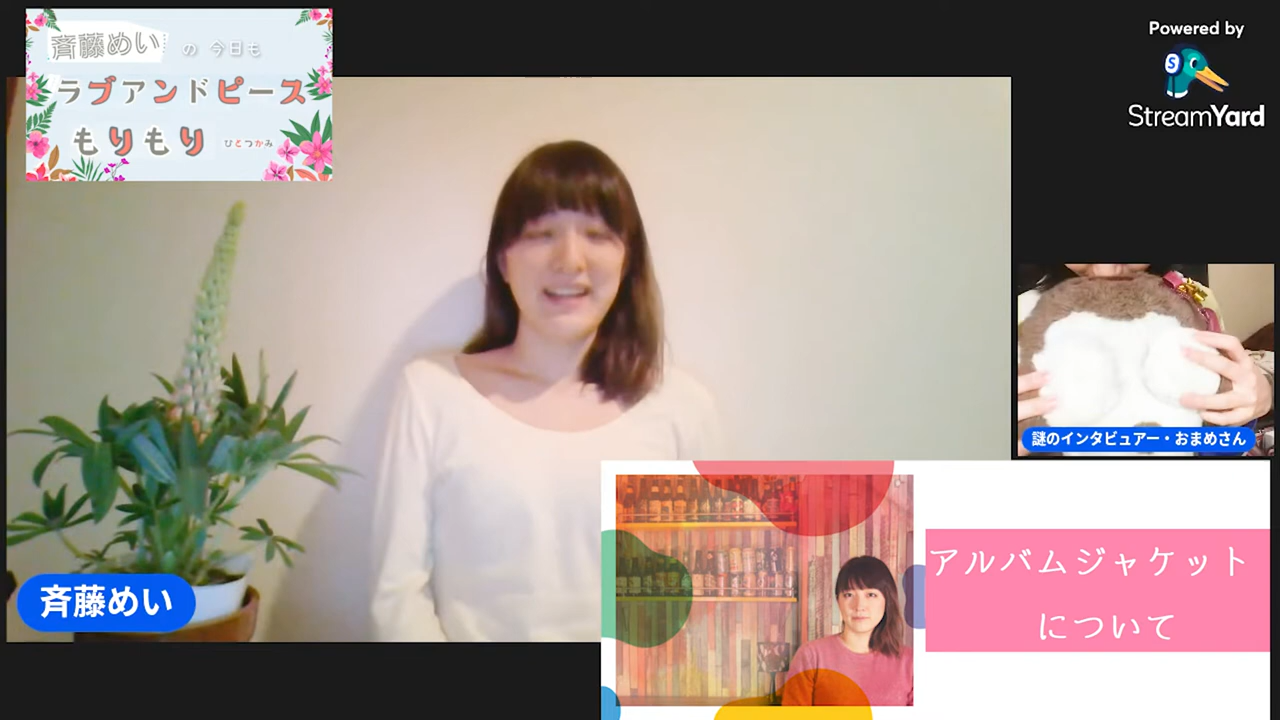 斉藤めい の 今日も
ラブアンドピース
もりもり ひとつかみ
Powered by
StreamYard
謎のインタビュアー・おまめさん
斉藤めい
アルバムジャケット
について